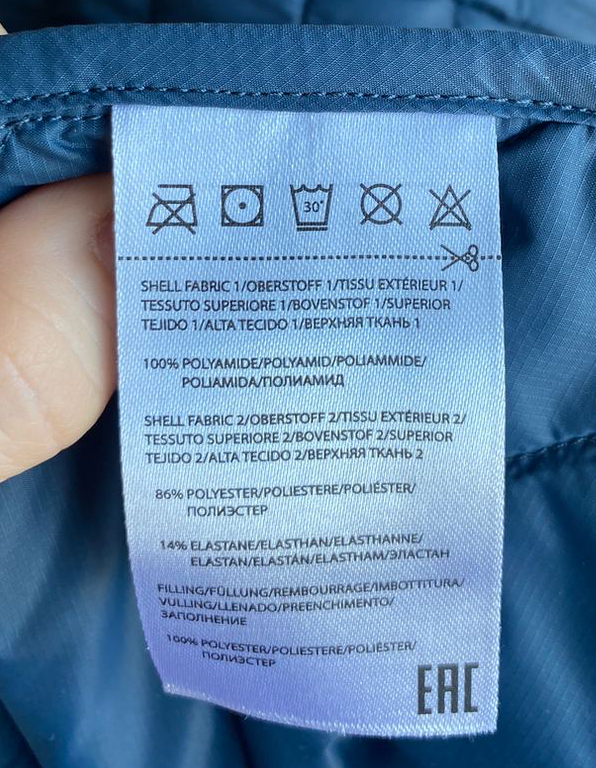 30°
SHELL FABRIC 1/OBERSTOFF 1/TISSU EXTÉRIEUR 1/
TESSUTO SUPERIORE 1/BOVENSTOF 1/SUPERIOR
TEJIDO 1/ALTA TECIDO 1/ВЕРХНЯЯ ТКАНЬ 1
100% POLYAMIDE/POLYAMID/POLIAMMIDE/
POLIAMIDA/ПОЛИАМИД
SHELL FABRIC 2/OBERSTOFF 2/TISSU EXTÉRIEUR 2/
TESSUTO SUPERIORE 2/BOVENSTOF 2/SUPERIOR
TEJIDO 2/ALTA TECIDO 2/ВЕРХНЯЯ ТКАНЬ 2
86% POLYESTER/POLIESTERE/POLIÉSTER/
ПОЛИЭСТЕР
14% ELASTANE/ELASTHAN/ELASTHANNE/
ELASTAN/ELASTÁN/ELASTHAM/ЭЛАСТАН
FILLING/FÜLLUNG/REMBOURRAGE/IMBOTTITURA/
VULLING/LLENADO/PREENCHIMENTO/
ЗАПОЛНЕНИЕ
100% POLYESTER/POLIESTERE/POLIÉSTER/
ПОЛИЭСТЕР
EAC